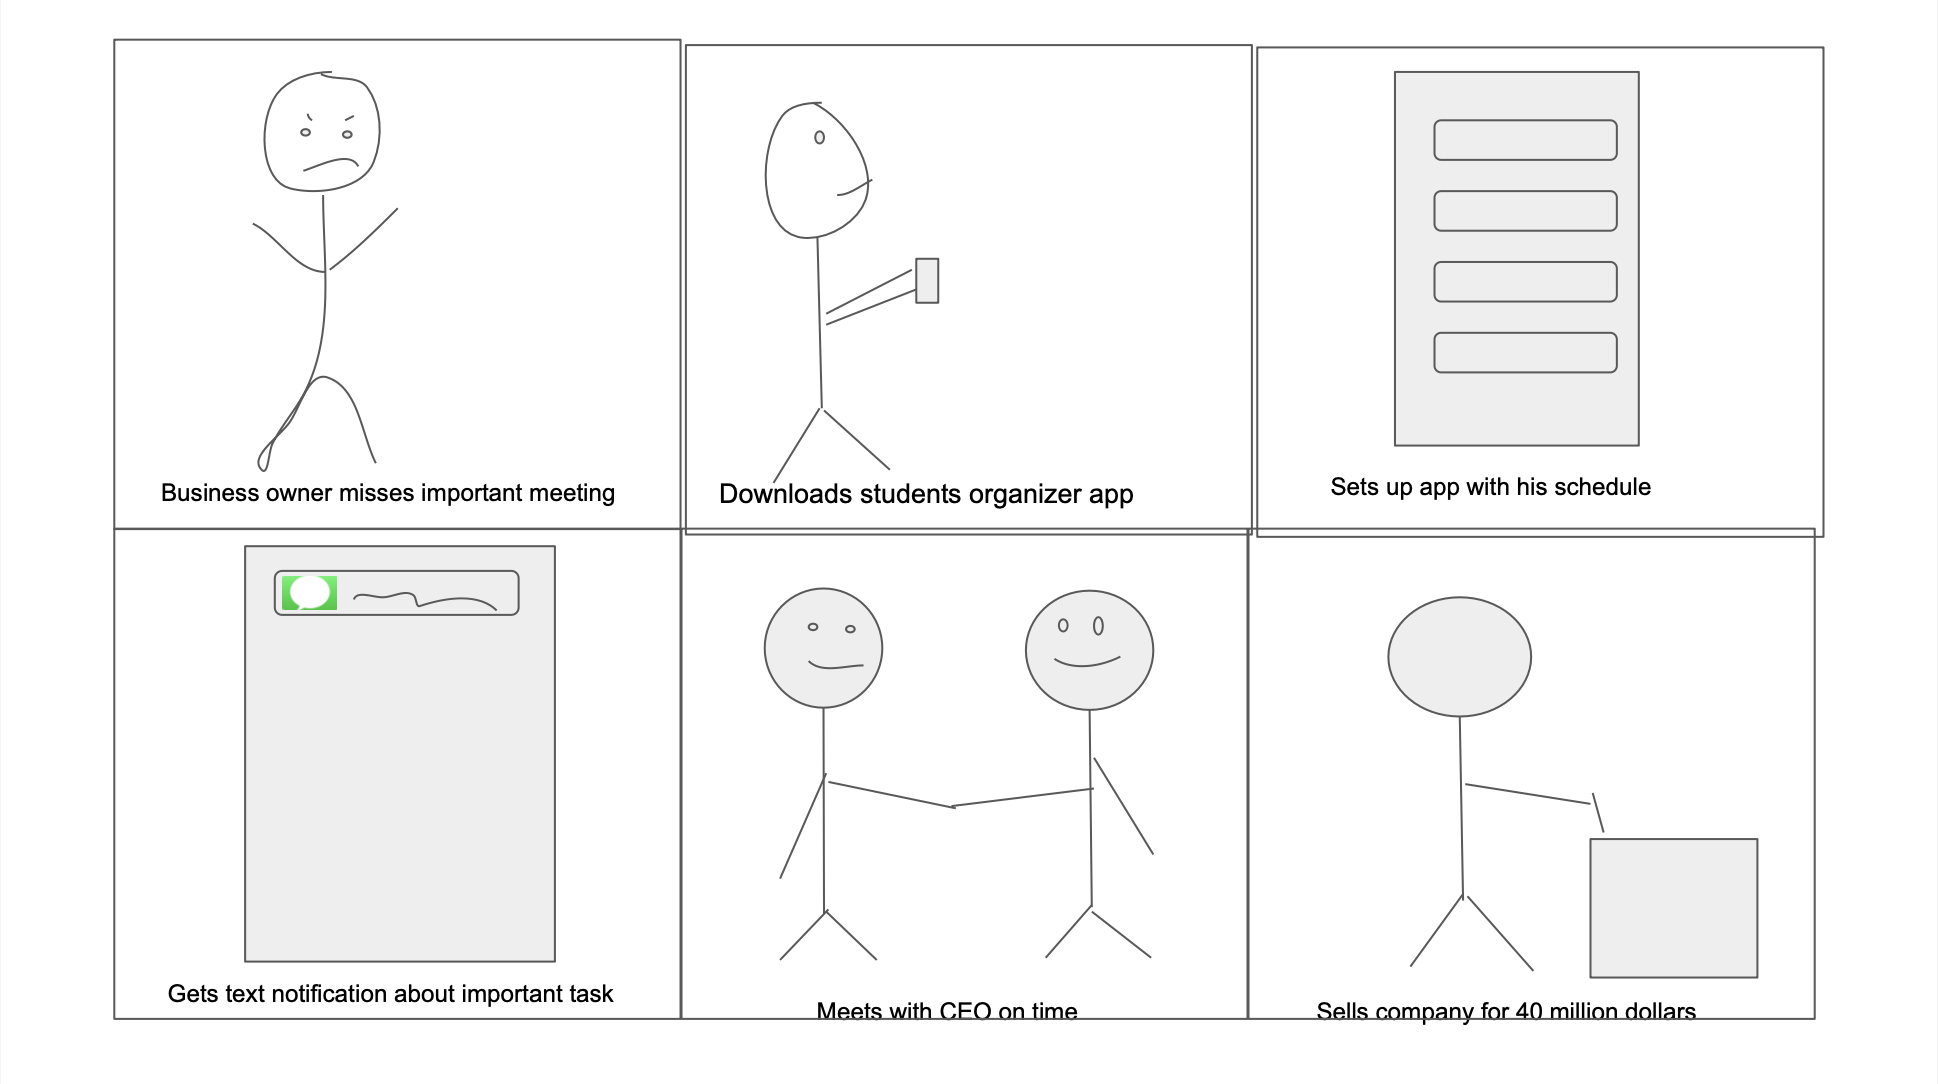 Business owner misses important meeting
Downloads students organizer app
Sets up app with his schedule
Gets text notification about important task
Meets with CEO on time
Sells company for 40 million dollars